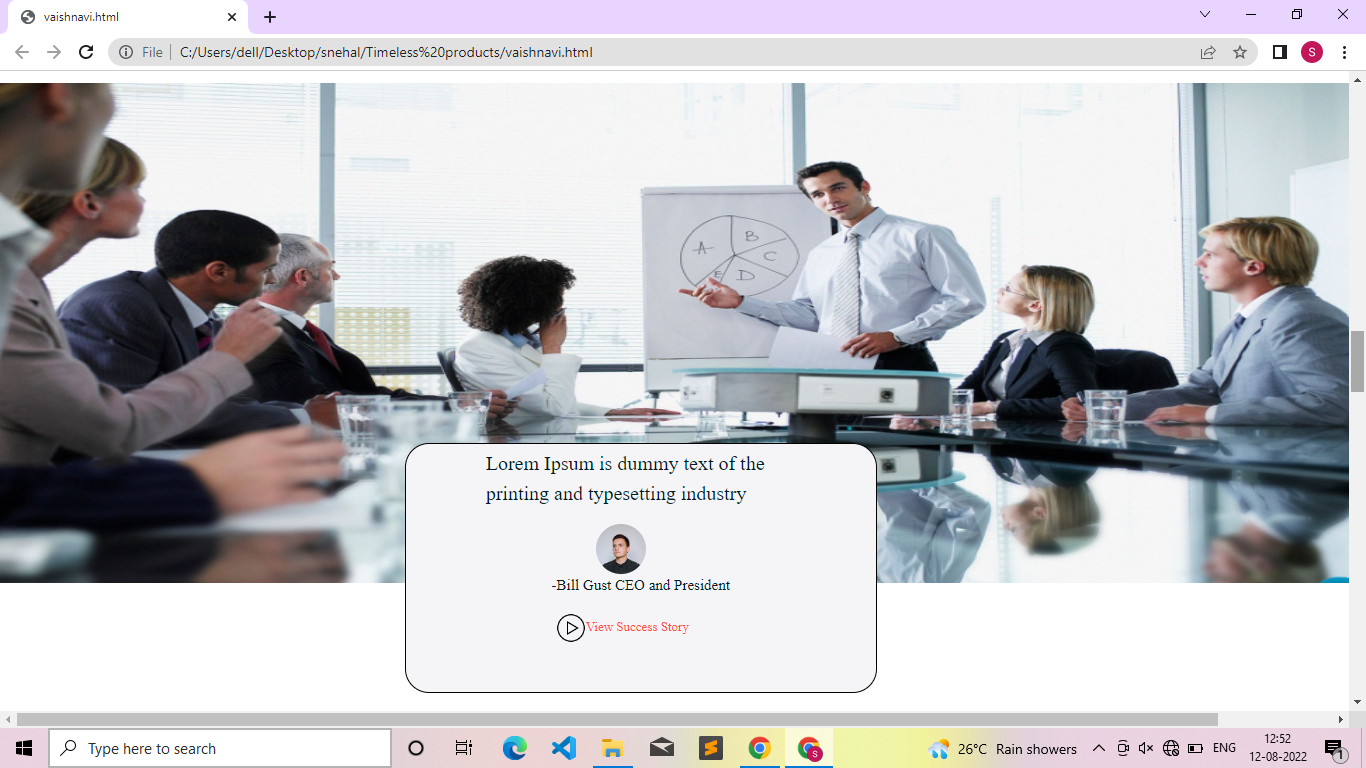 vaishnavi.html
File
C:/Users/dell/Desktop/snehal/Timeless%20products/vaishnavi.html
S
A
B
C
D
E
Lorem Ipsum is dummy text of the
printing and typesetting industry
-Bill Gust CEO and President
View Success Story
Type here to search
S
26°C Rain showers
ENG
12:52
12-08-2022
1